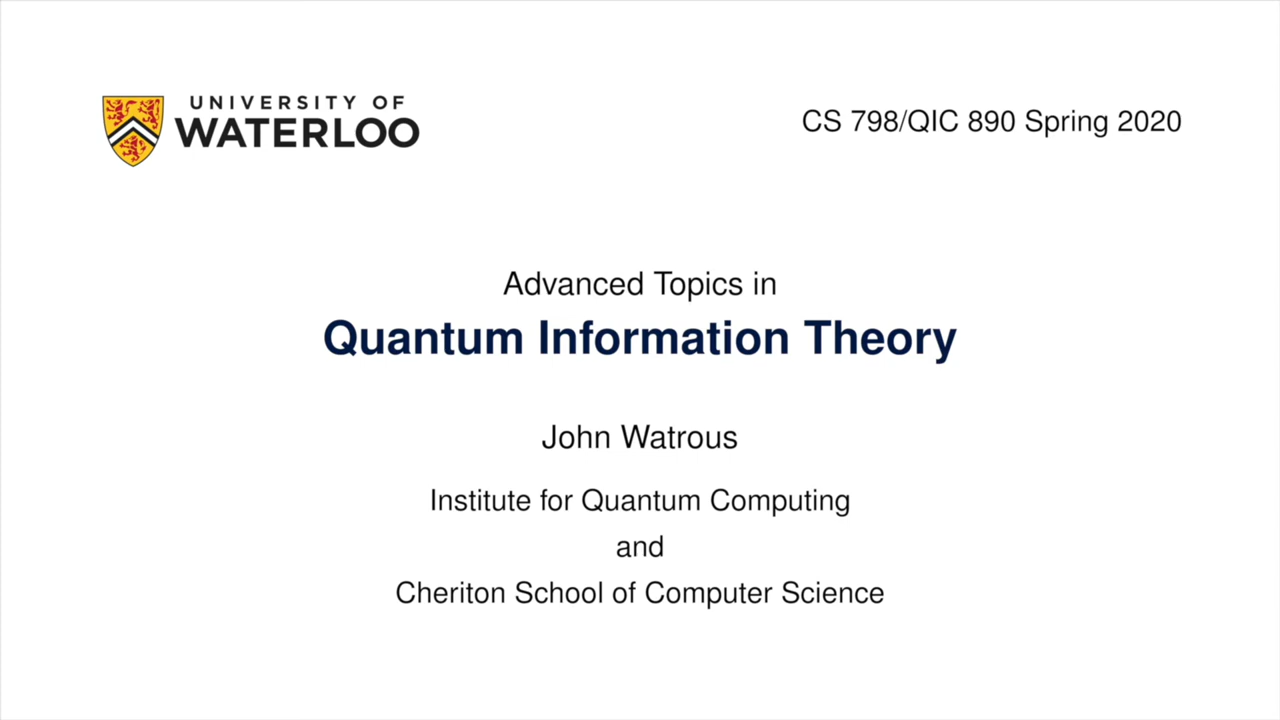 UNIVERSITY OF
WATERLOO
CS 798/QIC 890 Spring 2020
Advanced Topics in
Quantum Information Theory
John Watrous
Institute for Quantum Computing
and
Cheriton School of Computer Science